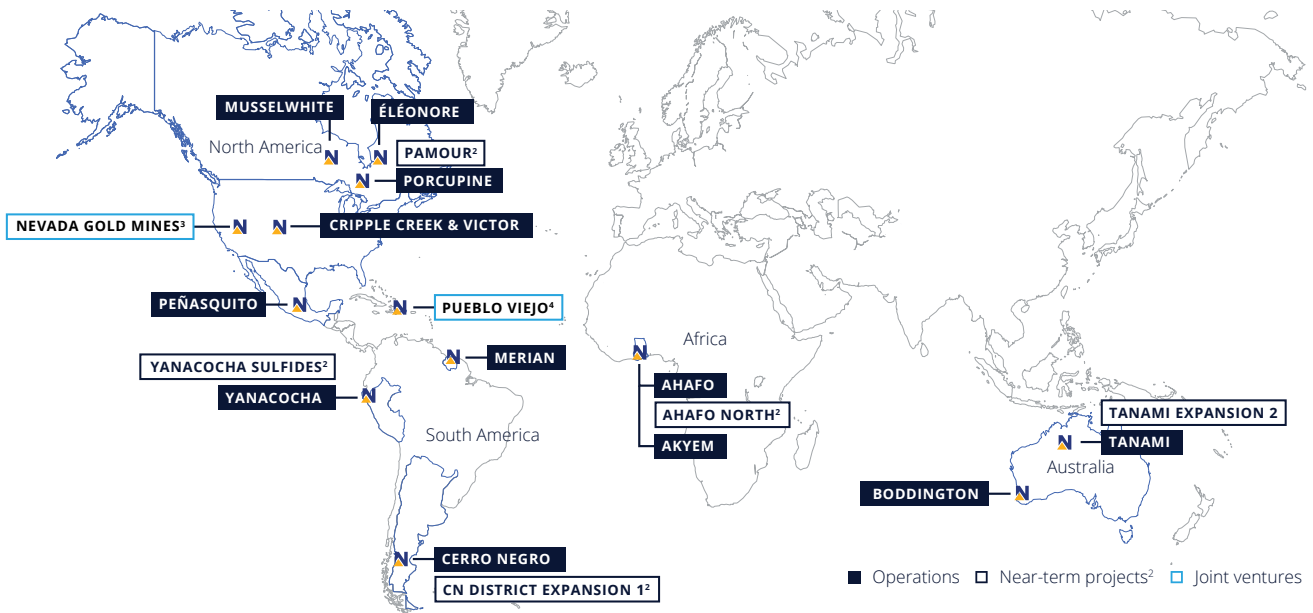 MUSSELWHITE
ÉLÉONORE
North America
PAMOUR²
PORCUPINE
NEVADA GOLD MINES³
CRIPPLE CREEK & VICTOR
PEÑASQUITO
PUEBLO VIEJO⁴
Africa
YANACOCHA SULFIDES²
MERIAN
YANACOCHA
AHAFO
AHAFO NORTH²
AKYEM
South America
TANAMI EXPANSION 2
TANAMI
Australia
BODDINGTON
CERRO NEGRO
CN DISTRICT EXPANSION 1²
Operations
Near-term projects²
Joint ventures